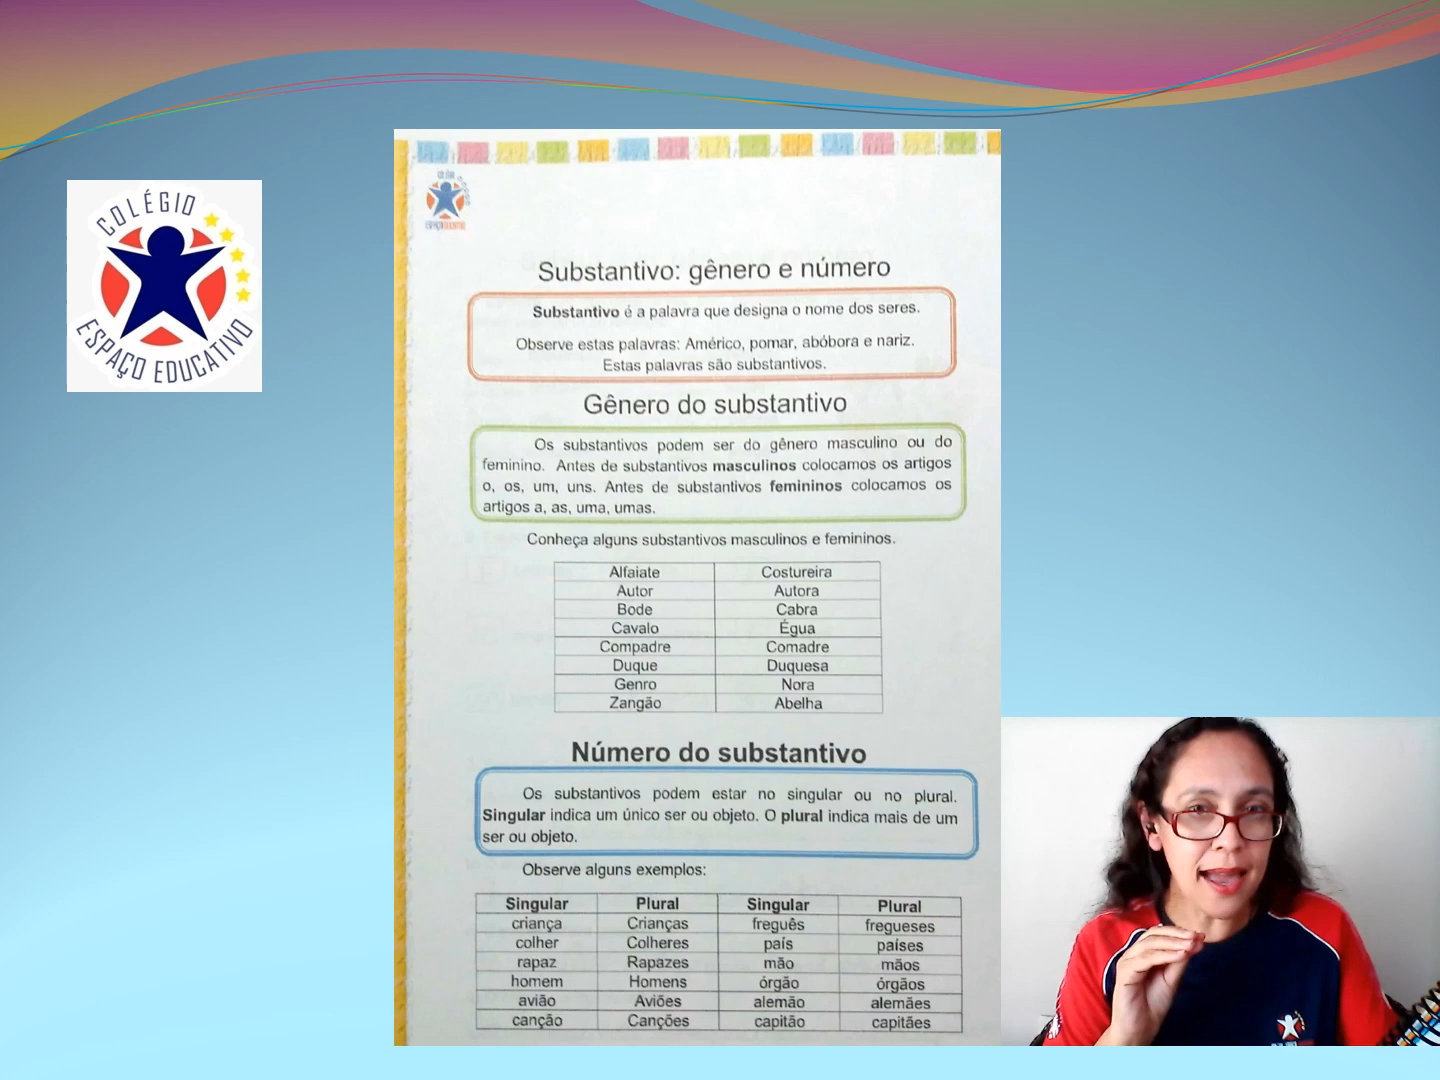 COLÉGIO
ESPAÇO EDUCATIVO
Substantivo: gênero e número
Substantivo é a palavra que designa o nome dos seres.
Observe estas palavras: Américo, pomar, abóbora e nariz.
Estas palavras são substantivos.
Gênero do substantivo
Os substantivos podem ser do gênero masculino ou do
feminino. Antes de substantivos masculinos colocamos os artigos
o, os, um, uns. Antes de substantivos femininos colocamos os
artigos a, as, uma, umas.
Conheça alguns substantivos masculinos e femininos.
Alfaiate Costureira
Autor Autora
Bode Cabra
Cavalo Égua
Compadre Comadre
Duque Duquesa
Genro Nora
Zangão Abelha
Número do substantivo
Os substantivos podem estar no singular ou no plural.
Singular indica um único ser ou objeto. O plural indica mais de um
ser ou objeto.
Observe alguns exemplos:
Singular Plural Singular Plural
criança Crianças freguês fregueses
colher Colheres país países
rapaz Rapazes mão mãos
homem Homens órgão órgãos
avião Aviões alemão alemães
canção Canções capitão capitães